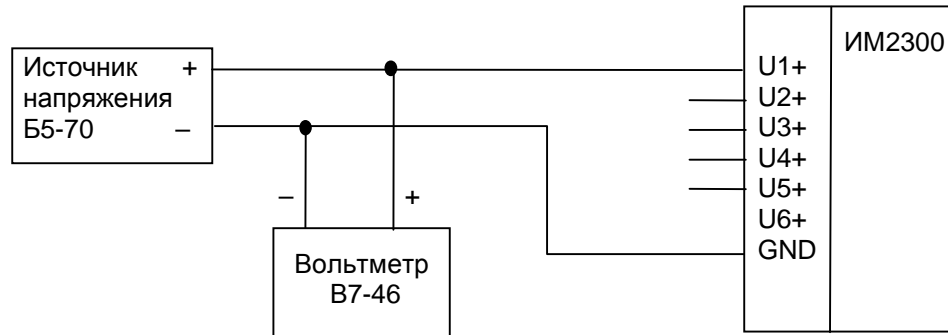 Источник +
напряжения
Б5-70 –
– +
Вольтметр
В7-46
ИМ2300
U1+
U2+
U3+
U4+
U5+
U6+
GND